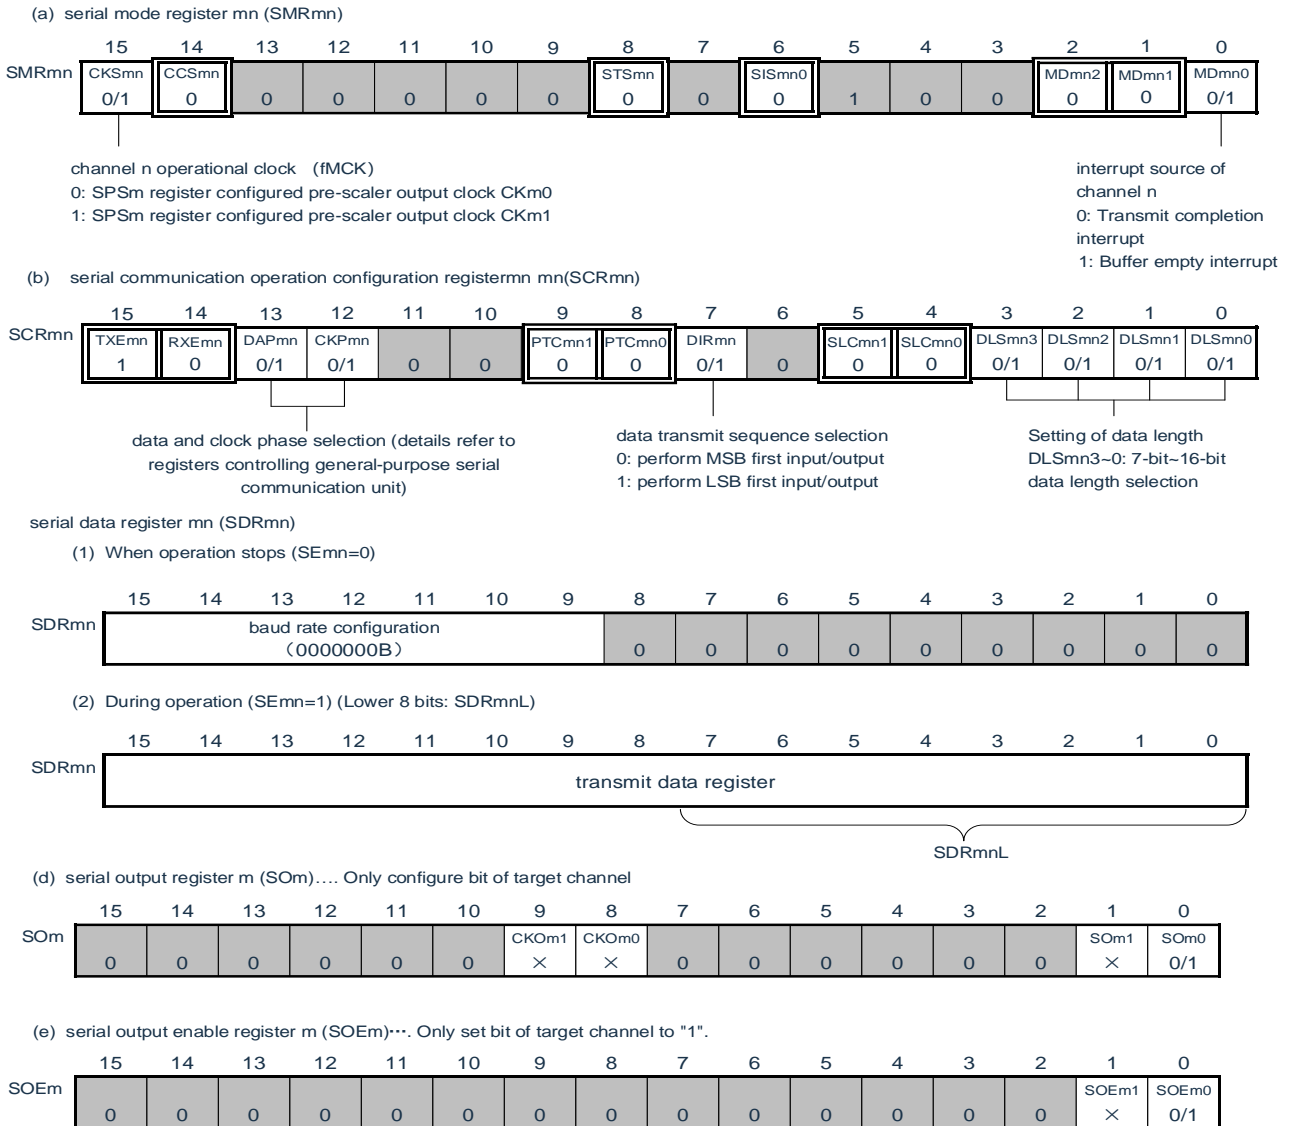 (a) serial mode register mn (SMRmn)
15 14 13 12 11 10 9 8 7 6 5 4 3 2 1 0
SMRmn CKSmn CCSmn STSmn SISmn0 MDmn2 MDmn1 MDmn0
0/1 0 0 0 0 0 0 0 0 0 1 0 0 0 0 0/1
channel n operational clock （fMCK）
0: SPSm register configured pre-scaler output clock CKm0
1: SPSm register configured pre-scaler output clock CKm1
interrupt source of
channel n
0: Transmit completion
interrupt
1: Buffer empty interrupt
(b) serial communication operation configuration registermn mn(SCRmn)
15 14 13 12 11 10 9 8 7 6 5 4 3 2 1 0
SCRmn TXEmn RXEmn DAPmn CKPmn PTCmn1 PTCmn0 DIRmn SLCmn1 SLCmn0 DLSmn3 DLSmn2 DLSmn1 DLSmn0
1 0 0/1 0/1 0 0 0 0 0/1 0 0 0 0/1 0/1 0/1 0/1
data and clock phase selection (details refer to
registers controlling general-purpose serial
communication unit)
data transmit sequence selection
0: perform MSB first input/output
1: perform LSB first input/output
Setting of data length
DLSmn3~0: 7-bit~16-bit
data length selection
serial data register mn (SDRmn)
(1) When operation stops (SEmn=0)
15 14 13 12 11 10 9 8 7 6 5 4 3 2 1 0
SDRmn baud rate configuration
（0000000B） 0 0 0 0 0 0 0 0 0
(2) During operation (SEmn=1) (Lower 8 bits: SDRmnL)
15 14 13 12 11 10 9 8 7 6 5 4 3 2 1 0
SDRmn
transmit data register
SDRmnL
(d) serial output register m (SOm)…. Only configure bit of target channel
15 14 13 12 11 10 9 8 7 6 5 4 3 2 1 0
SOm CKOm1 CKOm0 SOm1 SOm0
0 0 0 0 0 0 × × 0 0 0 0 0 0 × 0/1
(e) serial output enable register m (SOEm)···. Only set bit of target channel to "1".
15 14 13 12 11 10 9 8 7 6 5 4 3 2 1 0
SOEm SOEm1 SOEm0
0 0 0 0 0 0 0 0 0 0 0 0 0 0 × 0/1